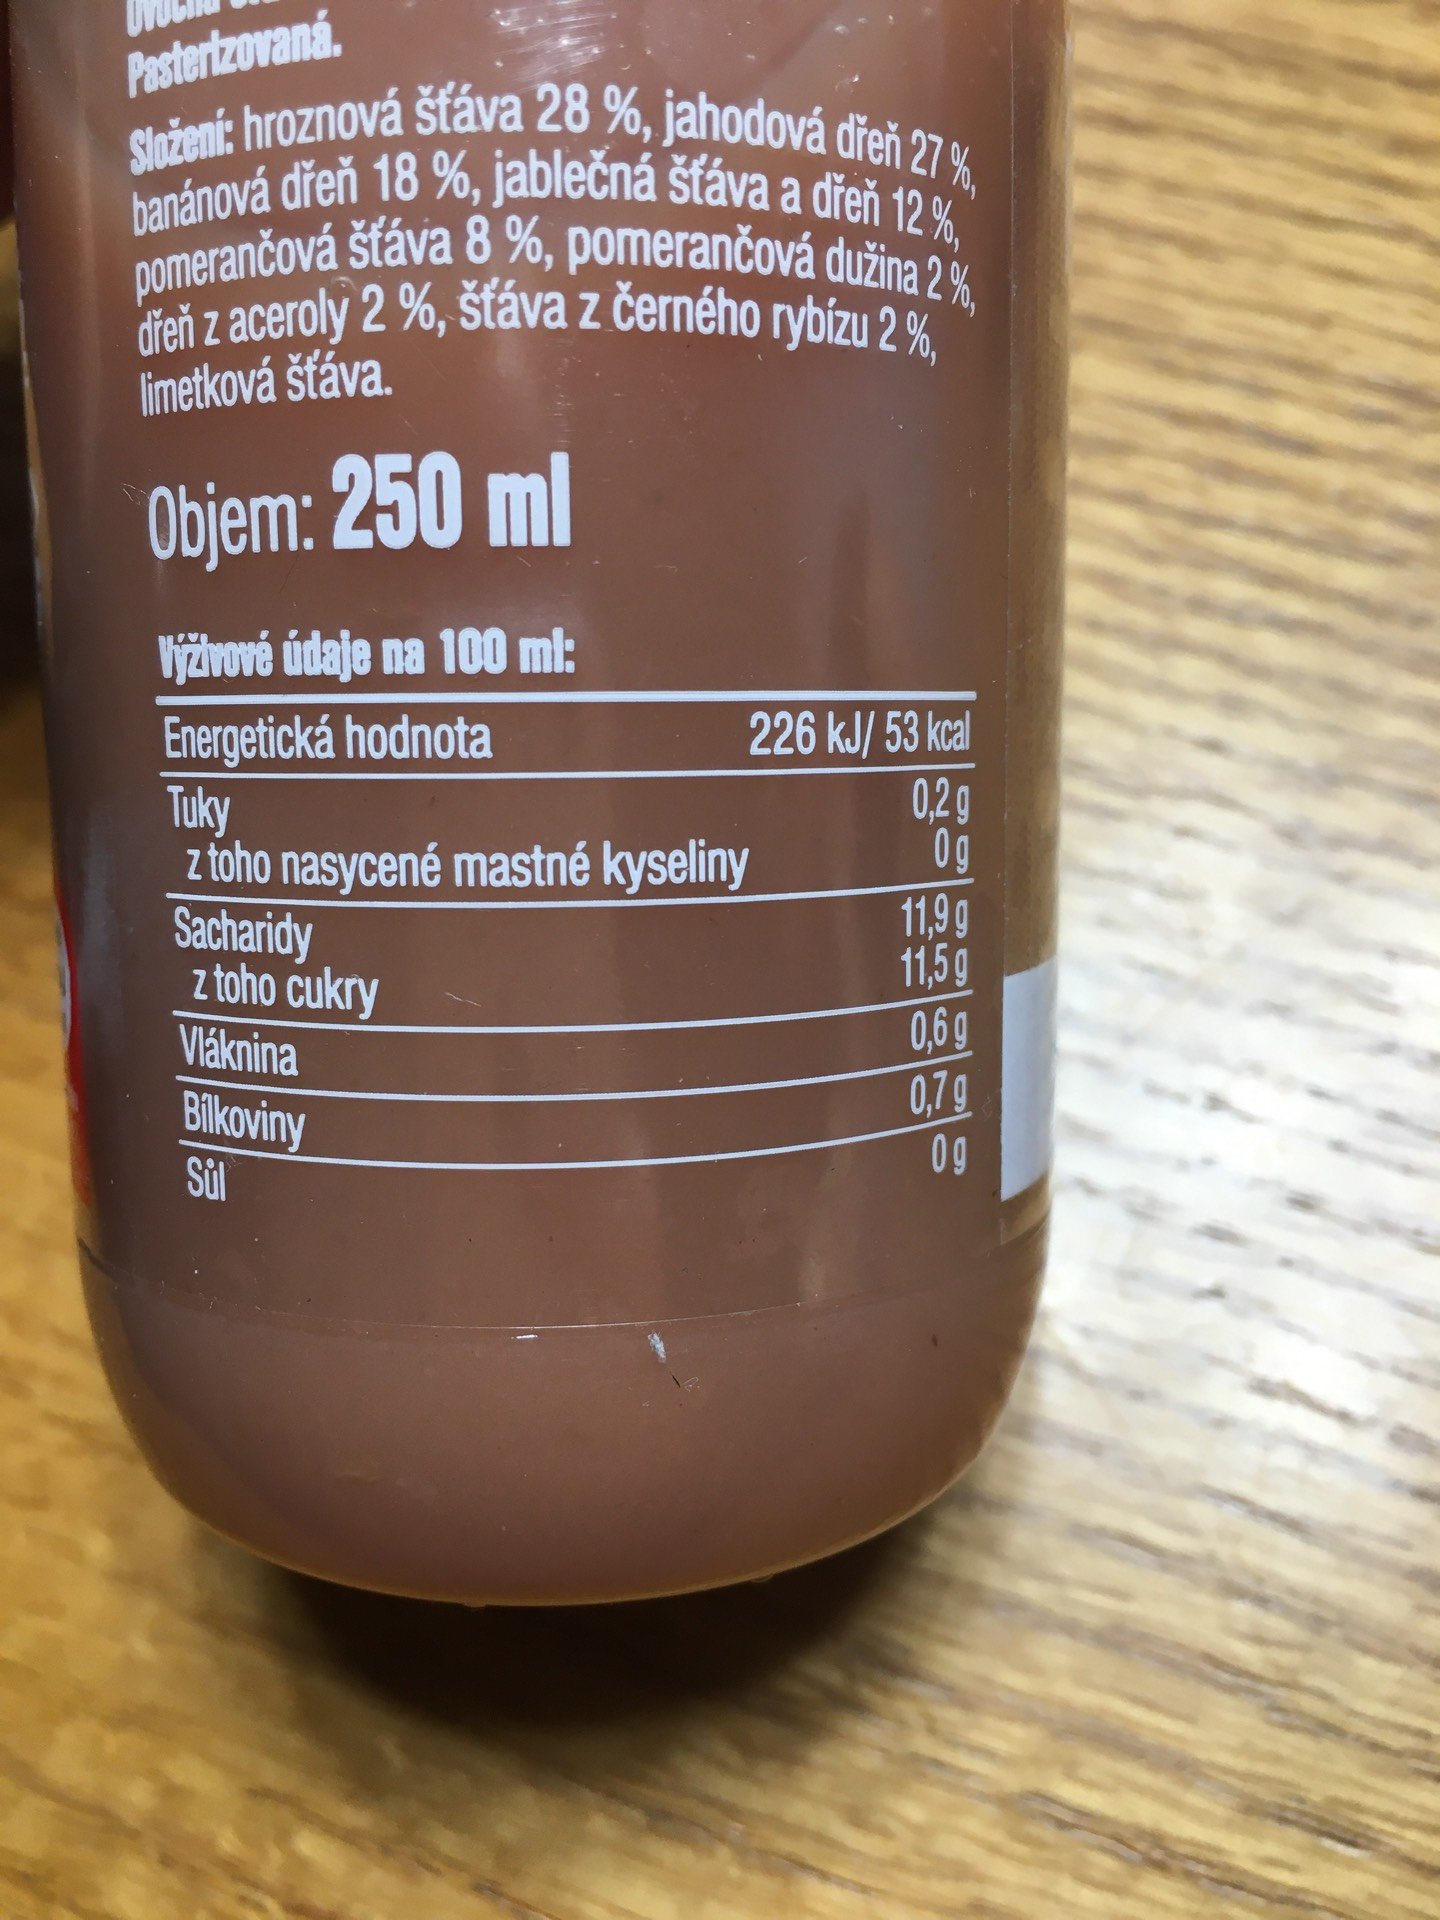 Pasterizovaná.
Složení: hroznová šťáva 28 %, jahodová dřeň 27 %,
banánová dřeň 18 %, jablečná šťáva a dřeň 12 %,
pomerančová šťáva 8 %, pomerančová dužina 2 %,
dřeň z aceroly 2 %, šťáva z černého rybízu 2 %,
limetková šťáva.
Objem: 250 ml
Výživové údaje na 100 ml:
Energetická hodnota 226 kJ/ 53 kcal
Tuky 0,2 g
z toho nasycené mastné kyseliny 0 g
Sacharidy 11,9 g
z toho cukry 11,5 g
Vláknina 0,6 g
Bílkoviny 0,7 g
Sůl 0 g